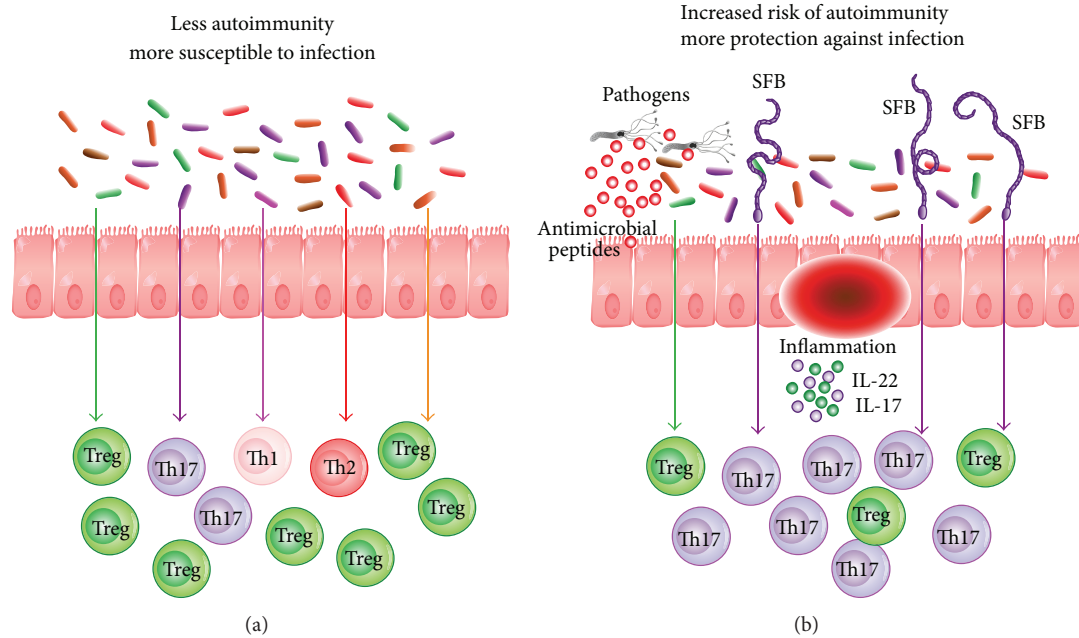 Less autoimmunity
more susceptible to infection
Treg
Th17
Th1
Th2
Treg
Treg
Th17
Treg
Treg
Treg
Treg
(a)
Increased risk of autoimmunity
more protection against infection
Pathogens
SFB
SFB
SFB
Antimicrobial
peptides
Inflammation
IL-22
IL-17
Treg
Th17
Th17
Th17
Treg
Th17
Th17
Treg
Th17
Th17
(b)